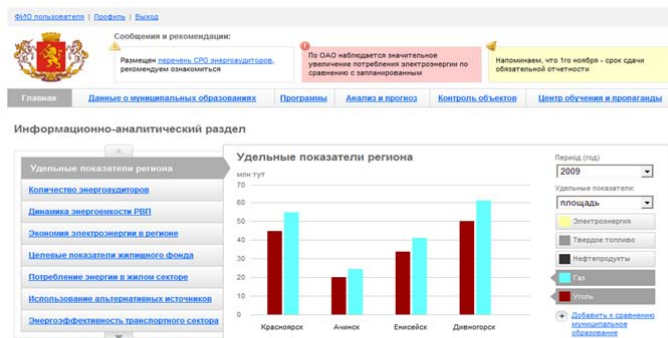 ФИО пользователя | Профиль | Выход
Сообщения и рекомендации:
Размещен перечень СРО энергоаудиторов,
рекомендуем ознакомиться
По ОАО наблюдается значительное
увеличение потребления электроэнергии по
сравнению с запланированным
Напоминаем, что 1го ноября - срок сдачи
обязательной отчетности
Главная Данные о муниципальных образованиях Программы Анализ и прогноз Контроль объектов Центр обучения и пропаганды
Информационно-аналитический раздел
Удельные показатели региона
Количество энергоаудиторов
Динамика энергоемкости РВП
Экономия электроэнергии в регионе
Целевые показатели жилищного фонда
Потребление энергии в жилом секторе
Использование альтернативных источников
Энергоэффективность транспортного сектора
Удельные показатели региона
млн тут
70
60
50
40
30
20
10
0
Красноярск Ачинск Енисейск Дивногорск
Период (год)
2009
Удельные показатели:
площадь
Электроэнергия
Твердое топливо
Нефтепродукты
Газ
Уголь
Добавить к сравнению
муниципальное
образование